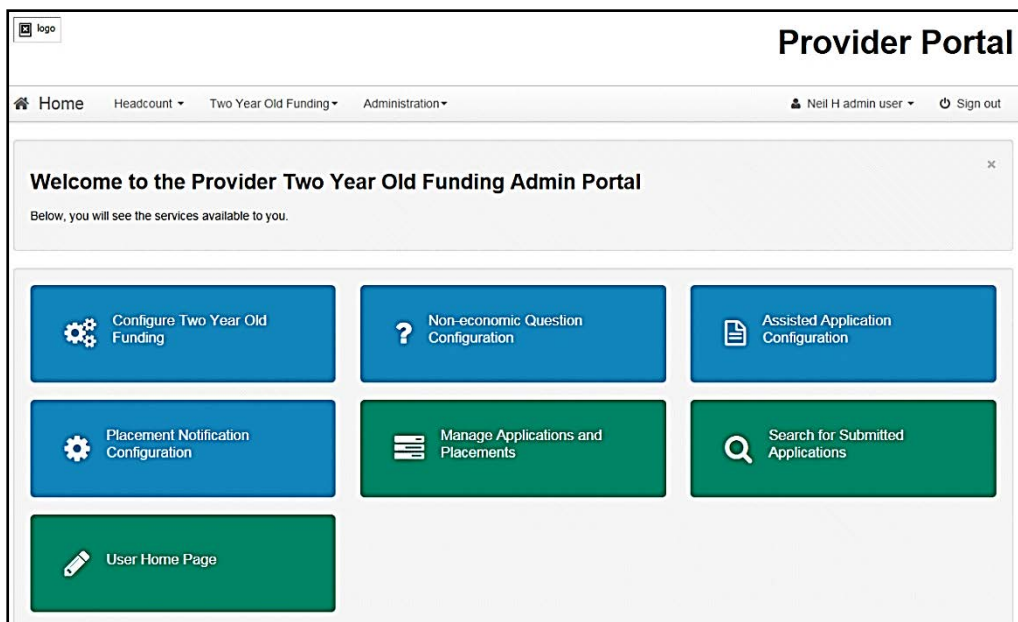 logo
Provider Portal
Home Headcount Two Year Old Funding Administration Neil H admin user Sign out
Welcome to the Provider Two Year Old Funding Admin Portal
Below, you will see the services available to you.
Configure Two Year Old
Funding
Non-economic Question
Configuration
Assisted Application
Configuration
Placement Notification
Configuration
Manage Applications and
Placements
Search for Submitted
Applications
User Home Page